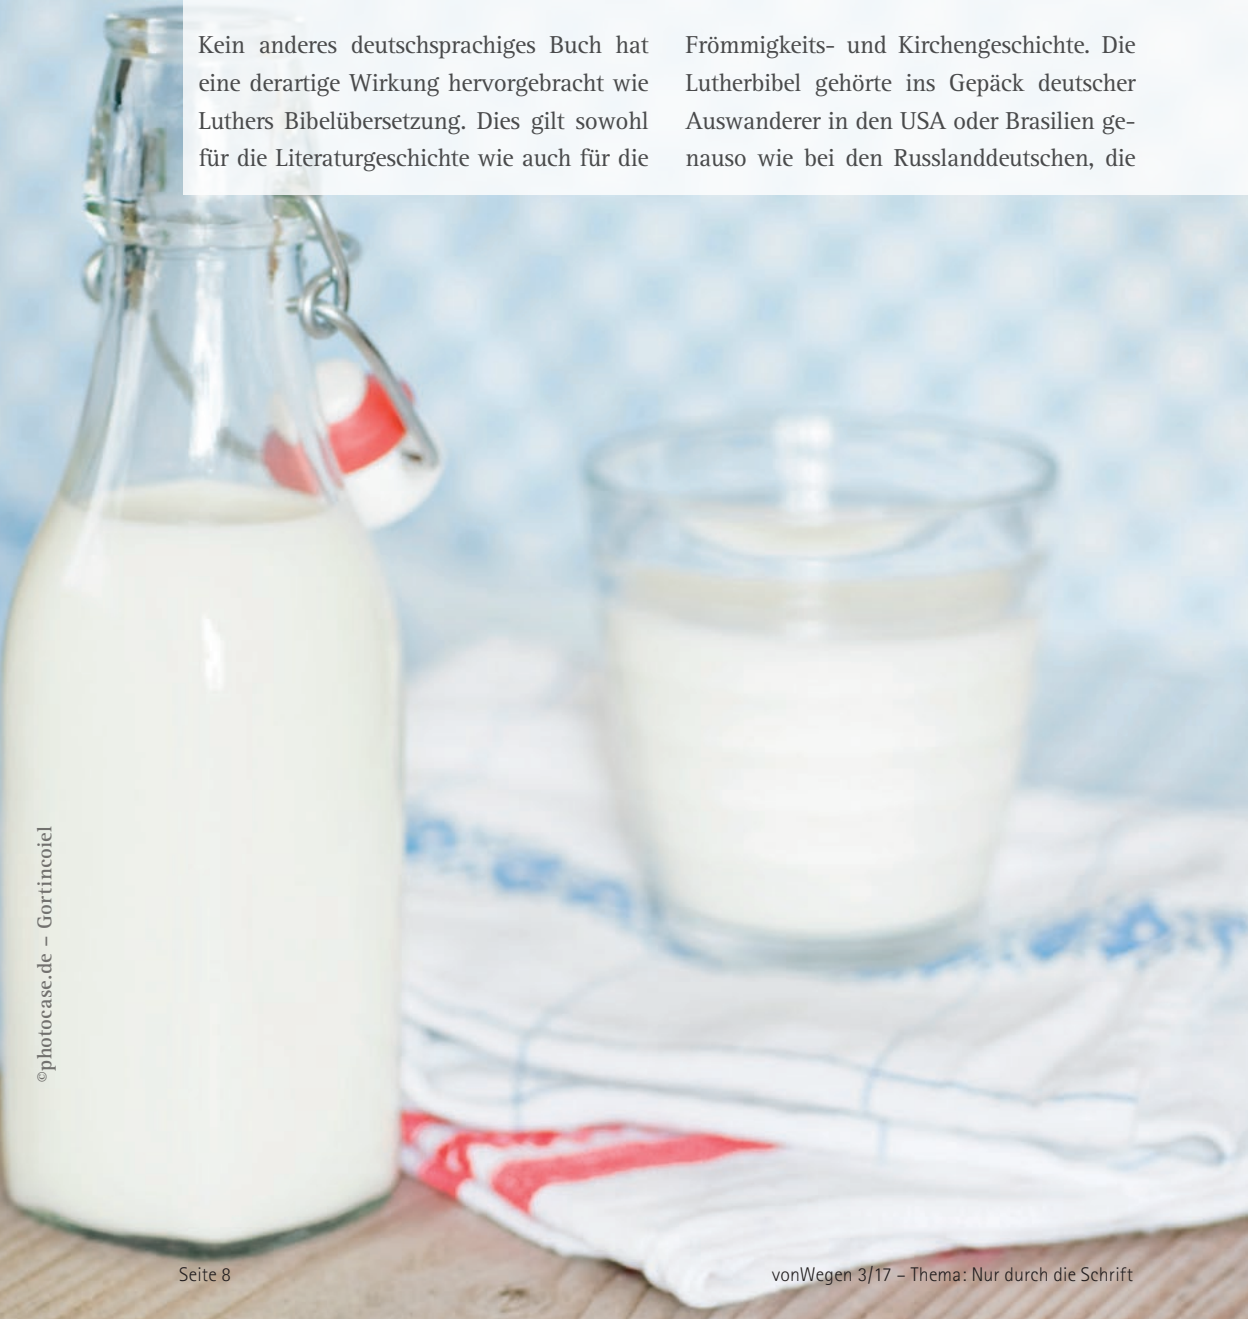 Kein anderes deutschsprachiges Buch hat
eine derartige Wirkung hervorgebracht wie
Luthers Bibelübersetzung. Dies gilt sowohl
für die Literaturgeschichte wie auch für die
Frömmigkeits- und Kirchengeschichte. Die
Lutherbibel gehörte ins Gepäck deutscher
Auswanderer in den USA oder Brasilien ge-
nauso wie bei den Russlanddeutschen, die
©photocase.de – Gortincoiel
Seite 8
vonWegen 3/17 – Thema: Nur durch die Schrift